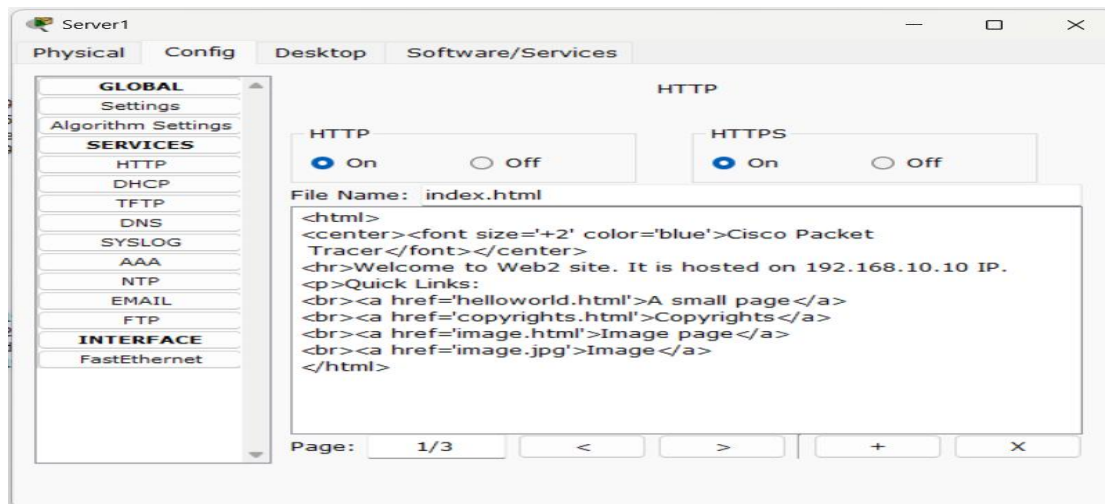 Server1
Physical Config Desktop Software/Services
GLOBAL
Settings
Algorithm Settings
SERVICES
HTTP
DHCP
TFTP
DNS
SYSLOG
AAA
NTP
EMAIL
FTP
INTERFACE
FastEthernet
HTTP
HTTP
On Off
HTTPS
On Off
File Name: index.html
<html>
<center><font size='+2' color='blue'>Cisco Packet
Tracer</font></center>
<hr>Welcome to Web2 site. It is hosted on 192.168.10.10 IP.
<p>Quick Links:
<br><a href='helloworld.html'>A small page</a>
<br><a href='copyrights.html'>Copyrights</a>
<br><a href='image.html'>Image page</a>
<br><a href='image.jpg'>Image</a>
</html>
Page: 1/3 < > + X